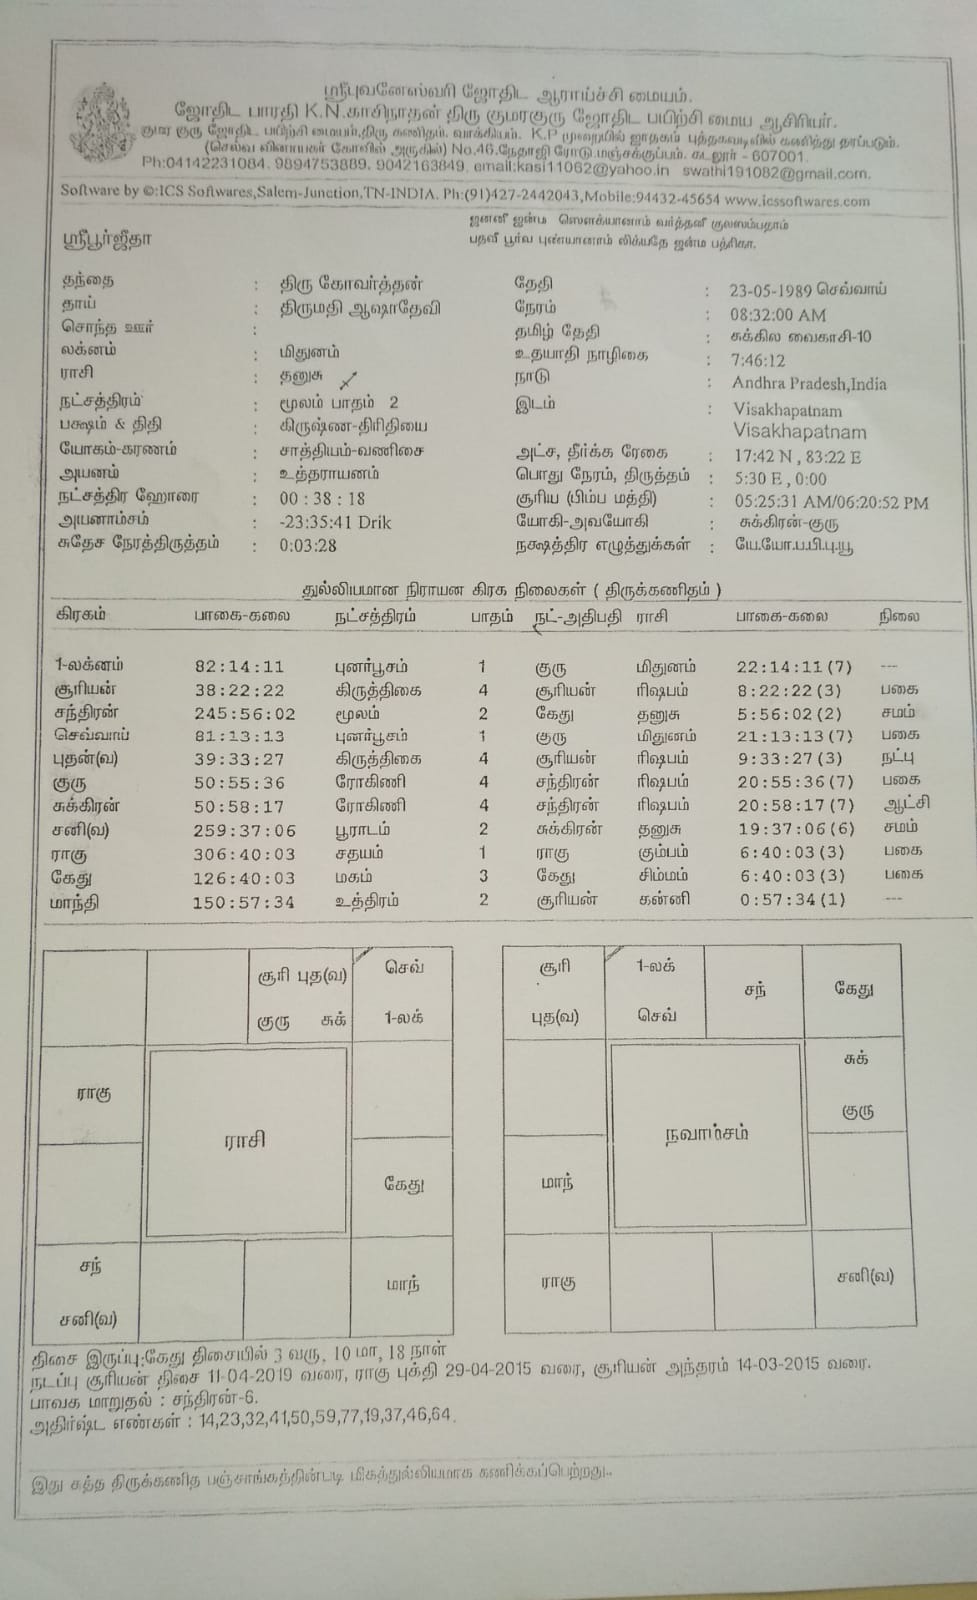 ஸ்ரீபுவனேஸ்வரி ஜோதிட ஆராய்ச்சி மையம்.
ஜோதிட பாரதி K.N.காசிநாதன் திரு குமரகுரு ஜோதிட பயிற்சி மைய ஆசிரியர்.
குமர குரு ஜோதிட பயிற்சி மையம்,திரு கணிதம், வாக்கியம், K.P முறையில் ஜாதகம் புத்தகவடிவில் கணித்து தரப்படும்.
(செல்வ விநாயகர் கோவில் அருகில்) No.46,நேதாஜி ரோடு,மஞ்சக்குப்பம், கடலூர் - 607001.
Ph:04142231084, 9894753889, 9042163849, email:kasi11062@yahoo.in swathi191082@gmail.com,
Software by ©:ICS Softwares,Salem-Junction,TN-INDIA. Ph:(91)427-2442043,Mobile:94432-45654 www.icssoftwares.com
ஜனனீ ஜன்ம ஸௌக்யானாம் வர்த்தனீ குலஸம்பதாம்
பதவீ பூர்வ புண்யானாம் லிக்யதே ஜன்ம பத்ரிகா.
ஸ்ரீபூர்ஜீதா
தந்தை : திரு கோவர்த்தன் தேதி : 23-05-1989 செவ்வாய்
தாய் : திருமதி ஆஷாதேவி நேரம் : 08:32:00 AM
சொந்த ஊர் : தமிழ் தேதி : சுக்கில வைகாசி-10
லக்னம் : மிதுனம் உதயாதி நாழிகை : 7:46:12
ராசி : தனுசு நாடு : Andhra Pradesh,India
நட்சத்திரம் : மூலம் பாதம் 2 இடம் : Visakhapatnam
பக்ஷம் & திதி : கிருஷ்ண-திரிதியை Visakhapatnam
யோகம்-கரணம் : சாத்தியம்-வணிசை அட்ச, தீர்க்க ரேகை : 17:42 N , 83:22 E
அயனம் : உத்தராயனம் பொது நேரம், திருத்தம் : 5:30 E , 0:00
நட்சத்திர ஹோரை : 00 : 38 : 18 சூரிய (பிம்ப மத்தி) : 05:25:31 AM/06:20:52 PM
அயனாம்சம் : -23:35:41 Drik யோகி-அவயோகி : சுக்கிரன்-குரு
சுதேச நேரத்திருத்தம் : 0:03:28 நக்ஷத்திர எழுத்துக்கள் : யே.யோ.ப.பி.பு.யூ
துல்லியமான நிராயன கிரக நிலைகள் ( திருக்கணிதம் )
கிரகம் பாகை-கலை நட்சத்திரம் பாதம் நட்-அதிபதி ராசி பாகை-கலை நிலை
1-லக்னம் 82:14:11 புனர்பூசம் 1 குரு மிதுனம் 22:14:11(7) ---
சூரியன் 38:22:22 கிருத்திகை 4 சூரியன் ரிஷபம் 8:22:22(3) பகை
சந்திரன் 245:56:02 மூலம் 2 கேது தனுசு 5:56:02(2) சமம்
செவ்வாய் 81:13:13 புனர்பூசம் 1 குரு மிதுனம் 21:13:13(7) பகை
புதன்(வ) 39:33:27 கிருத்திகை 4 சூரியன் ரிஷபம் 9:33:27(3) நட்பு
குரு 50:55:36 ரோகிணி 4 சந்திரன் ரிஷபம் 20:55:36(7) பகை
சுக்கிரன் 50:58:17 ரோகிணி 4 சந்திரன் ரிஷபம் 20:58:17(7) ஆட்சி
சனி(வ) 259:37:06 பூராடம் 2 சுக்கிரன் தனுசு 19:37:06(6) சமம்
ராகு 306:40:03 சதயம் 1 ராகு கும்பம் 6:40:03(3) பகை
கேது 126:40:03 மகம் 3 கேது சிம்மம் 6:40:03(3) பகை
மாந்தி 150:57:34 உத்திரம் 2 சூரியன் கன்னி 0:57:34(1) ---
சூரி புத(வ) செவ்
குரு சுக் 1-லக்
ராகு
ராசி
கேது
சந்
சனி(வ) மாந்
சூரி 1-லக் சந் கேது
புத(வ) செவ்
சுக்
குரு
நவாம்சம்
மாந்
ராகு சனி(வ)
திசை இருப்பு:கேது திசையில் 3 வரு, 10 மா, 18 நாள்
நடப்பு சூரியன் திசை 11-04-2019 வரை, ராகு புக்தி 29-04-2015 வரை, சூரியன் அந்தரம் 14-03-2015 வரை.
பாவக மாறுதல் : சந்திரன்-6.
அதிர்ஷ்ட எண்கள் : 14,23,32,41,50,59,77,19,37,46,64.
இது சுத்த திருக்கணித பஞ்சாங்கத்தின்படி மிகத்துல்லியமாக கணிக்கப்பெற்றது..